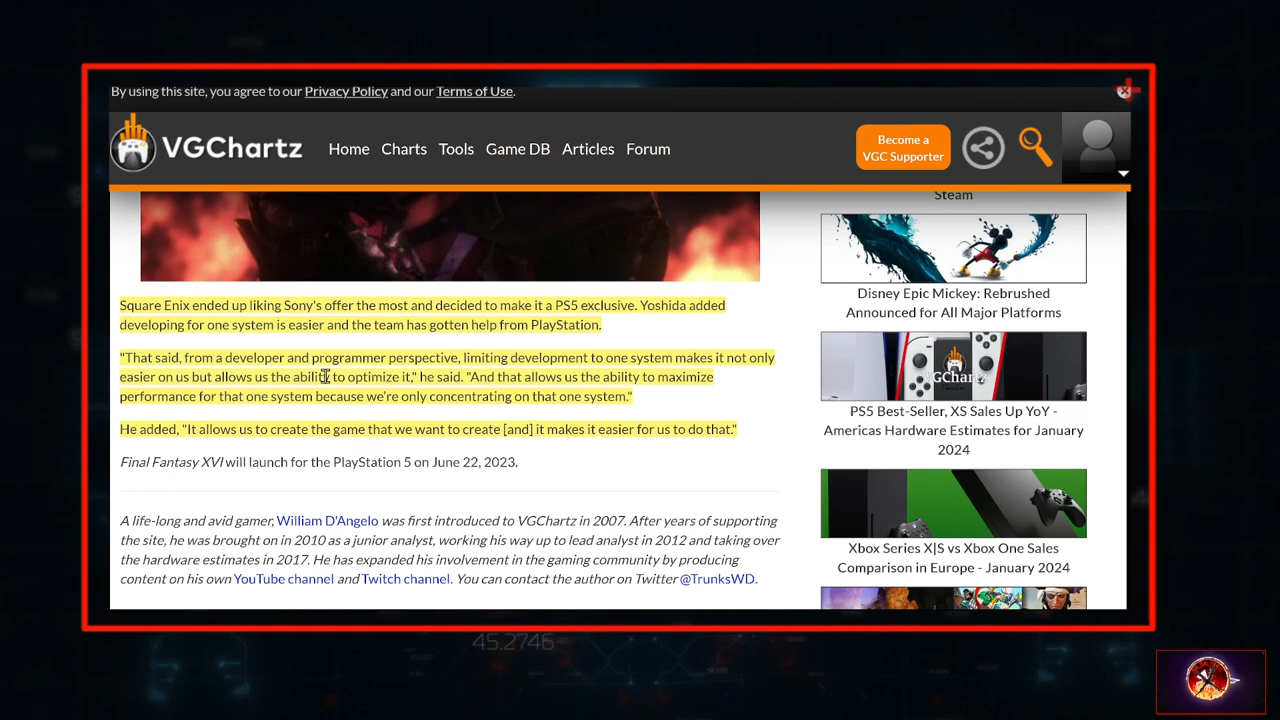 By using this site, you agree to our Privacy Policy and our Terms of Use.
VGChartz
Home Charts Tools Game DB Articles Forum
Become a
VGC Supporter
Steam
Square Enix ended up liking Sony's offer the most and decided to make it a PS5 exclusive. Yoshida added
developing for one system is easier and the team has gotten help from PlayStation.
"That said, from a developer and programmer perspective, limiting development to one system makes it not only
easier on us but allows us the ability to optimize it," he said. "And that allows us the ability to maximize
performance for that one system because we're only concentrating on that one system."
He added, "It allows us to create the game that we want to create [and] it makes it easier for us to do that."
Final Fantasy XVI will launch for the PlayStation 5 on June 22, 2023.
A life-long and avid gamer, William D'Angelo was first introduced to VGChartz in 2007. After years of supporting
the site, he was brought on in 2010 as a junior analyst, working his way up to lead analyst in 2012 and taking over
the hardware estimates in 2017. He has expanded his involvement in the gaming community by producing
content on his own YouTube channel and Twitch channel. You can contact the author on Twitter @TrunksWD.
Disney Epic Mickey: Rebrushed
Announced for All Major Platforms
VGChartz
PS5 Best-Seller, XS Sales Up YoY -
Americas Hardware Estimates for January
2024
Xbox Series X|S vs Xbox One Sales
Comparison in Europe - January 2024
45.2746